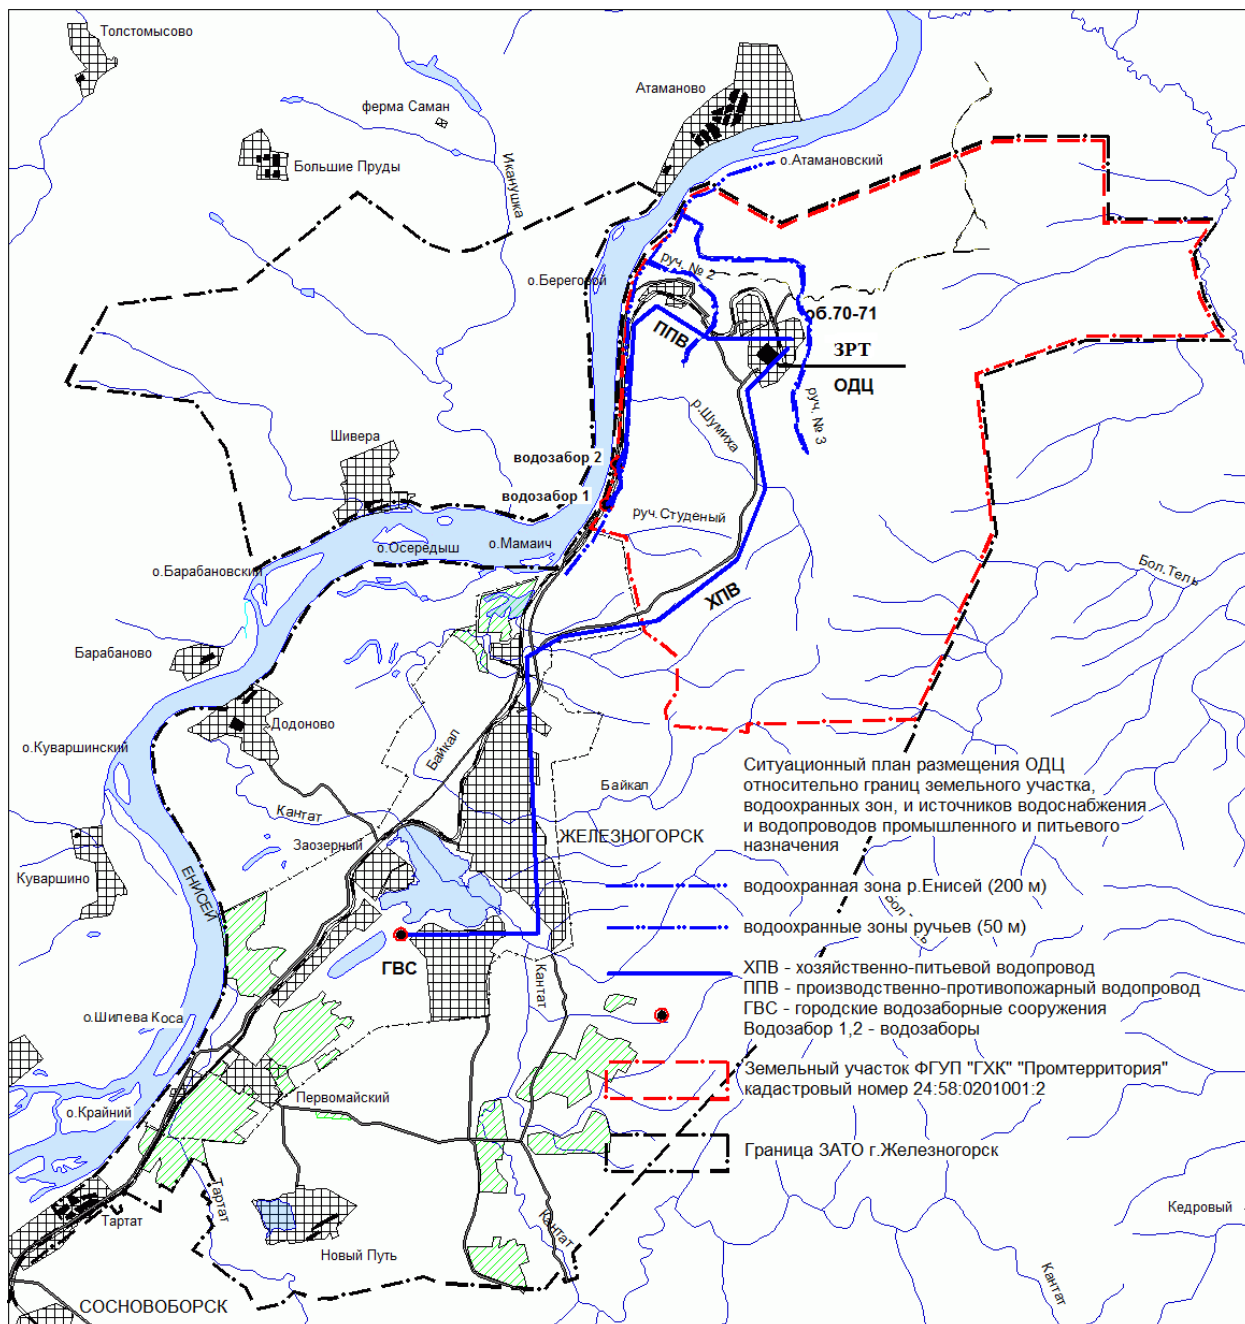 Толстомысово
ферма Саман
Атаманово
Большие Пруды
о.Атамановский
Иканушка
руч. № 2
о.Береговой
об.70-71
ППВ
ЗРТ
ОДЦ
р.Шумиха
руч. № 3
Шивера
водозабор 2
водозабор 1
руч.Студеный
о.Мамаич
о.Осередыш
о.Барабановский
Бол.Тель
ХПВ
Барабаново
Додоново
о.Куваршинский
Байкал
Байкал
Кантат
Заозерный
ЖЕЛЕЗНОГОРСК
Куваршино
ЕНИСЕЙ
ГВС
Кантат
о.Шилева Коса
Первомайский
о.Крайний
Тартат
Тартат
Новый Путь
Кантат
СОСНОВОБОРСК
Кедровый
Кантат
Ситуационный план размещения ОДЦ
относительно границ земельного участка,
водоохранных зон, и источников водоснабжения
и водопроводов промышленного и питьевого
назначения
водоохранная зона р.Енисей (200 м)
водоохранные зоны ручьев (50 м)
ХПВ - хозяйственно-питьевой водопровод
ППВ - производственно-противопожарный водопровод
ГВС - городские водозаборные сооружения
Водозабор 1,2 - водозаборы
Земельный участок ФГУП "ГХК" "Промтерритория"
кадастровый номер 24:58:0201001:2
Граница ЗАТО г.Железногорск